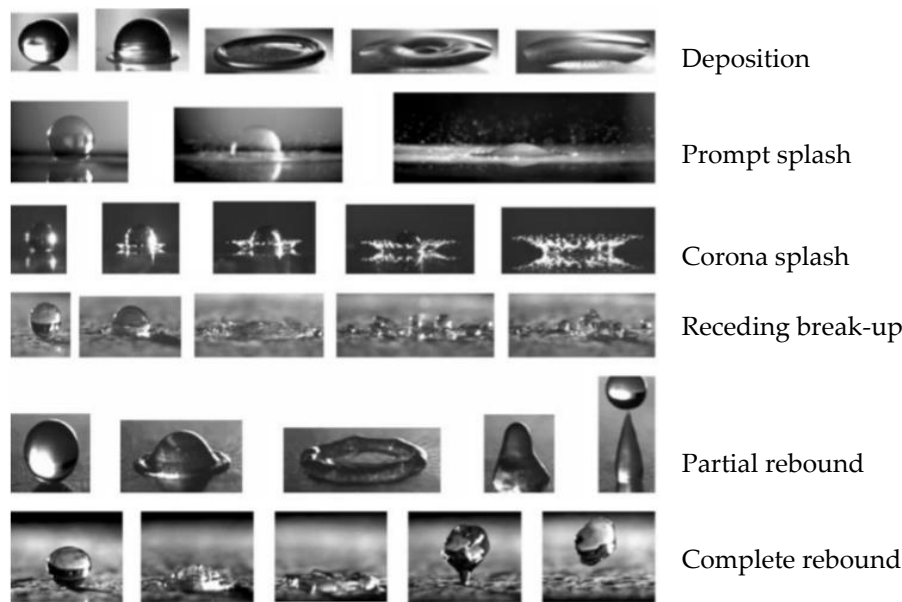 Deposition
Prompt splash
Corona splash
Receding break-up
Partial rebound
Complete rebound